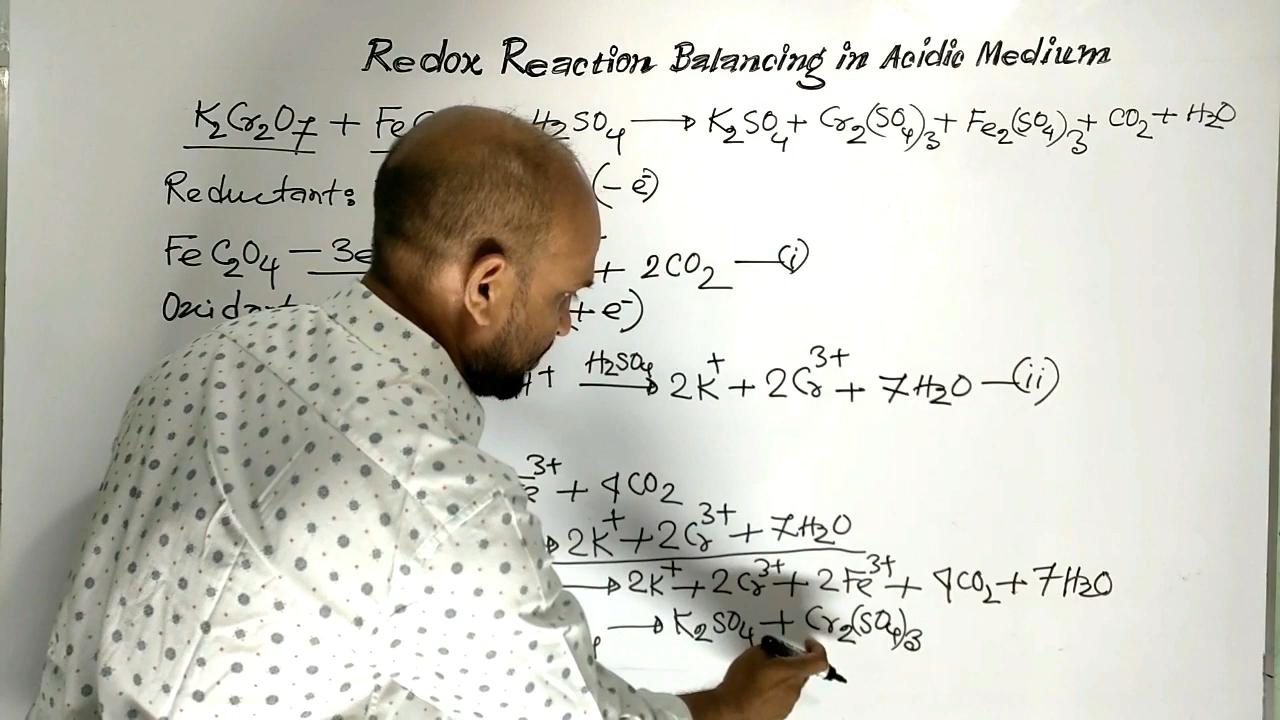 Redox Reaction Balancing in Acidic Medium
K2Cr2O7 + Fe H2SO4 → K2SO4 + Cr2(SO4)3 + Fe2(SO4)3 + CO2 + H2O
Reductant: (- e⁻)
FeC2O4 — 3e + 2CO2 —(i)
Oxidant + e⁻)
H⁺ H2SO4 → 2K⁺ + 2Cr³⁺ + 7H2O —(ii)
³⁺ + 4CO2
→ 2K⁺ + 2Cr³⁺ + 7H2O
→ 2K⁺ + 2Cr³⁺ + 2Fe³⁺ + 4CO2 + 7H2O
→ K2SO4 + Cr2(SO4)3